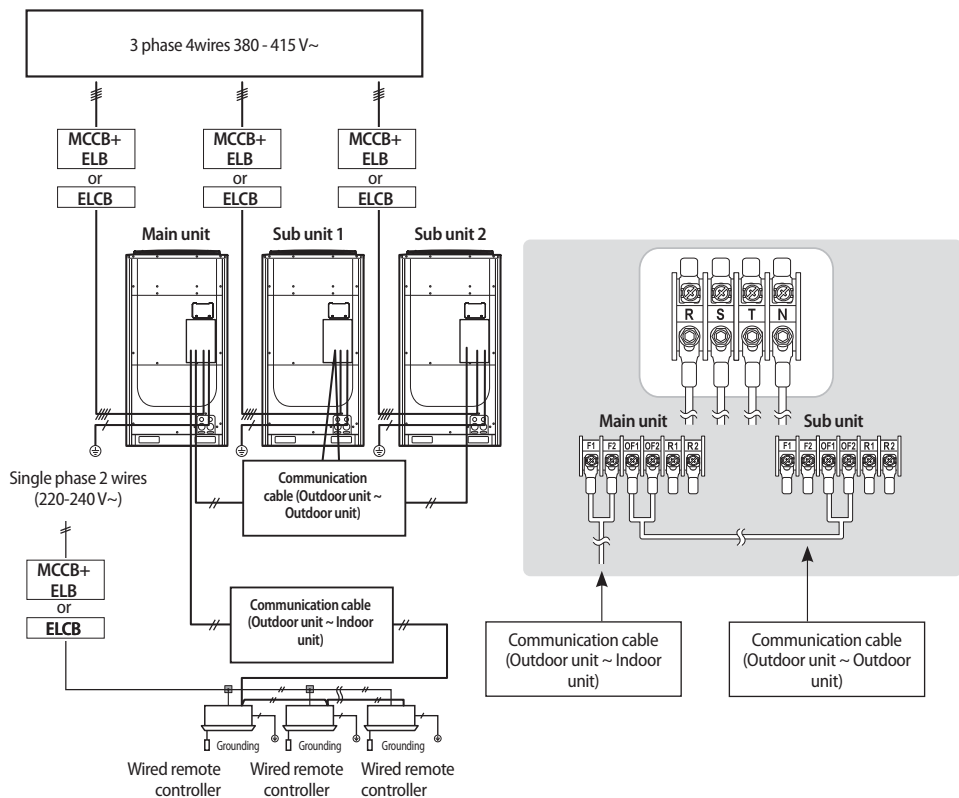 3 phase 4wires 380 - 415 V~
MCCB+
ELB
or
ELCB
MCCB+
ELB
or
ELCB
MCCB+
ELB
or
ELCB
Main unit
Sub unit 1
Sub unit 2
Single phase 2 wires
(220-240 V~)
MCCB+
ELB
or
ELCB
Communication
cable (Outdoor unit ~
Outdoor unit)
Communication cable
(Outdoor unit ~ Indoor
unit)
Grounding
Grounding
Grounding
Wired remote
controller
Wired remote
controller
Wired remote
controller
R S T N
Main unit
F1 F2 OF1 OF2 R1 R2
Sub unit
F1 F2 OF1 OF2 R1 R2
Communication cable
(Outdoor unit ~ Indoor
unit)
Communication cable
(Outdoor unit ~ Outdoor
unit)